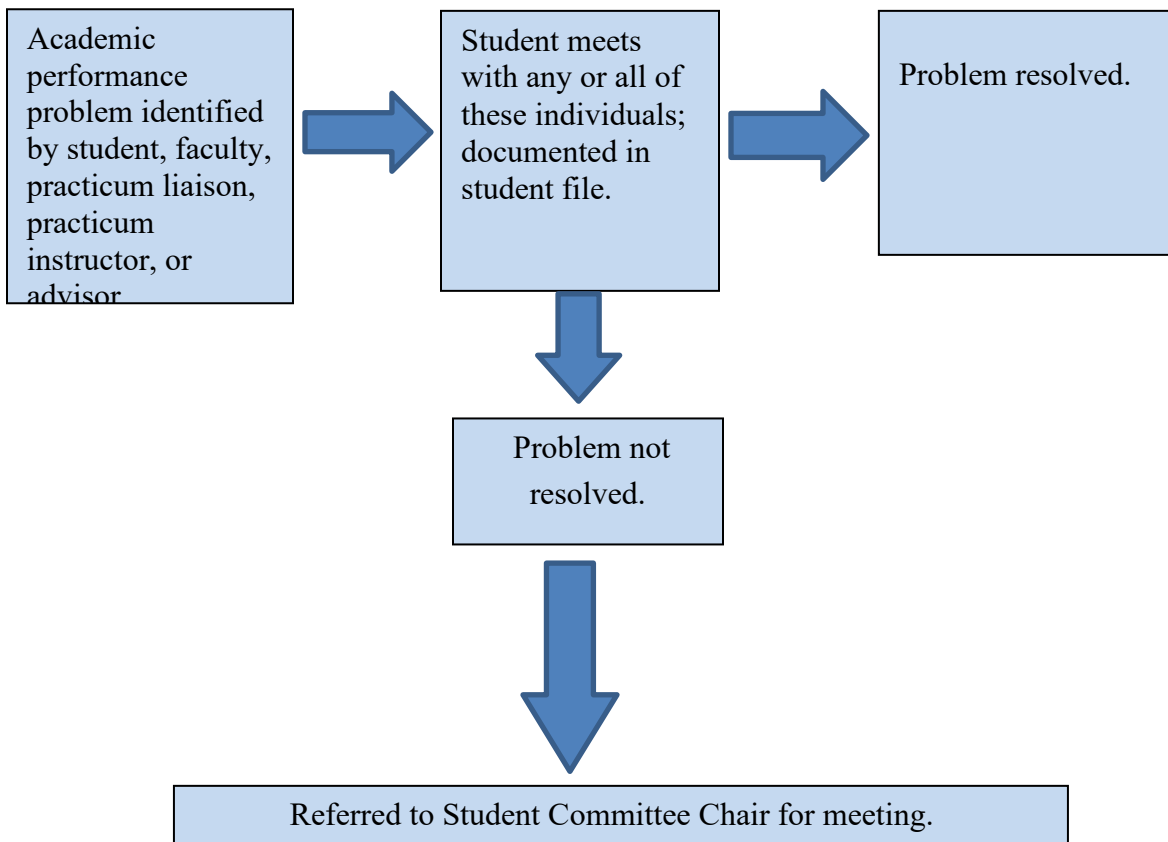 Academic
performance
problem identified
by student, faculty,
practicum liaison,
practicum
instructor, or
advisor
Student meets
with any or all of
these individuals;
documented in
student file.
Problem resolved.
Problem not
resolved.
Referred to Student Committee Chair for meeting.